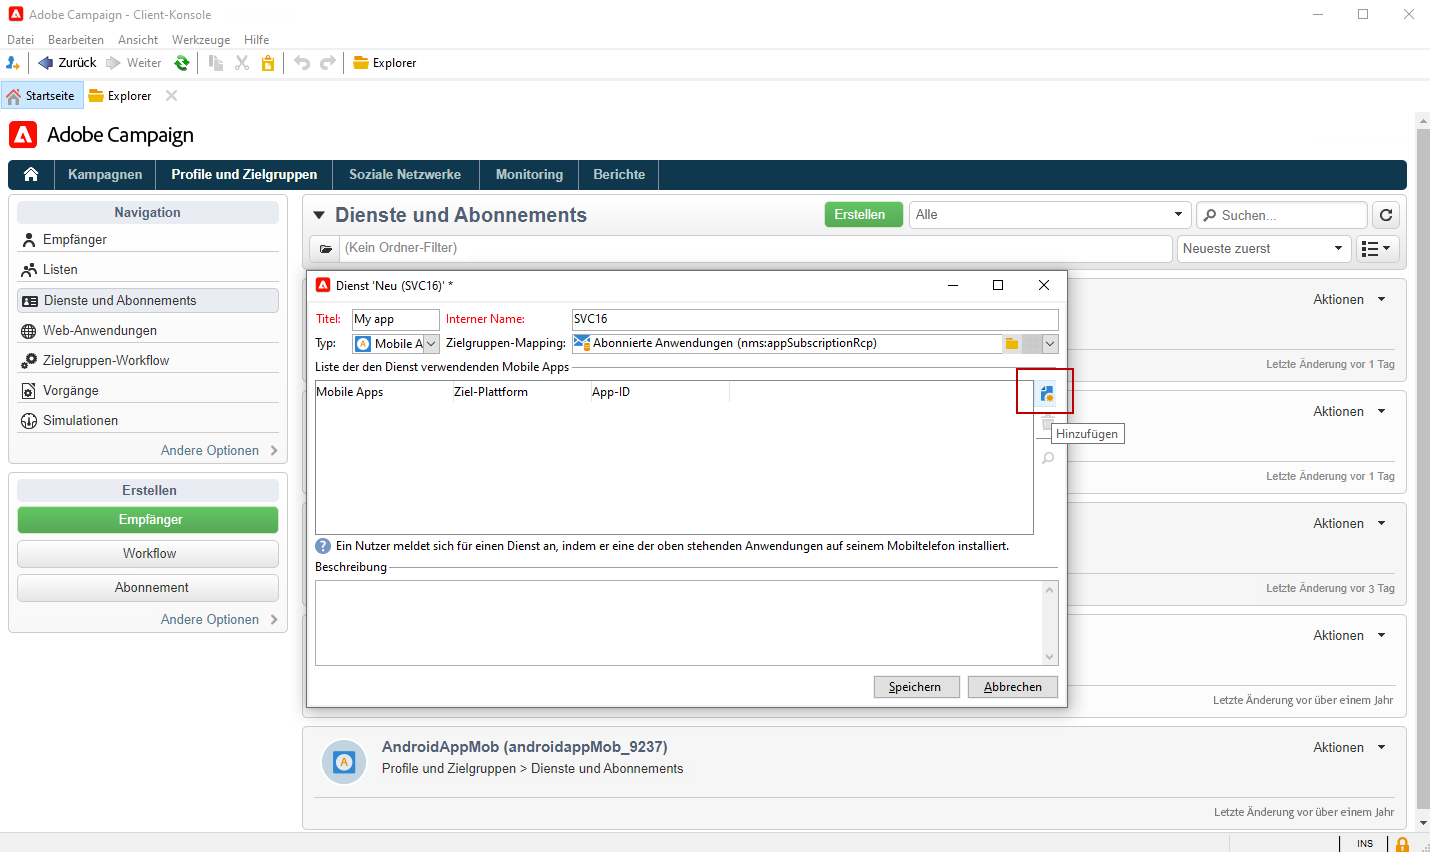 Adobe Campaign - Client-Konsole
Datei Bearbeiten Ansicht Werkzeuge Hilfe
Zurück Weiter Explorer
Startseite Explorer
Adobe Campaign
Kampagnen Profile und Zielgruppen Soziale Netzwerke Monitoring Berichte
Navigation
Empfänger
Listen
Dienste und Abonnements
Web-Anwendungen
Zielgruppen-Workflow
Vorgänge
Simulationen
Andere Optionen
Erstellen
Empfänger
Workflow
Abonnement
Andere Optionen
Dienste und Abonnements Erstellen Alle Suchen...
(Kein Ordner-Filter) Neueste zuerst
Dienst 'Neu (SVC16)' *
Titel: My app Interner Name: SVC16
Typ: Mobile A Zielgruppen-Mapping: Abonnierte Anwendungen (nms:appSubscriptionRcp)
Liste der den Dienst verwendenden Mobile Apps
Mobile Apps Ziel-Plattform App-ID
Hinzufügen
Ein Nutzer meldet sich für einen Dienst an, indem er eine der oben stehenden Anwendungen auf seinem Mobiltelefon installiert.
Beschreibung
Speichern Abbrechen
Aktionen
Letzte Änderung vor 1 Tag
Aktionen
Letzte Änderung vor 1 Tag
Aktionen
Letzte Änderung vor 3 Tag
Aktionen
Letzte Änderung vor über einem Jahr
AndroidAppMob (androidappMob_9237) Aktionen
Profile und Zielgruppen > Dienste und Abonnements
Letzte Änderung vor über einem Jahr
INS